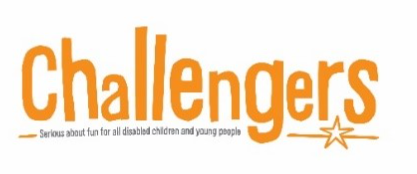 Challengers
Serious about fun for all disabled children and young people